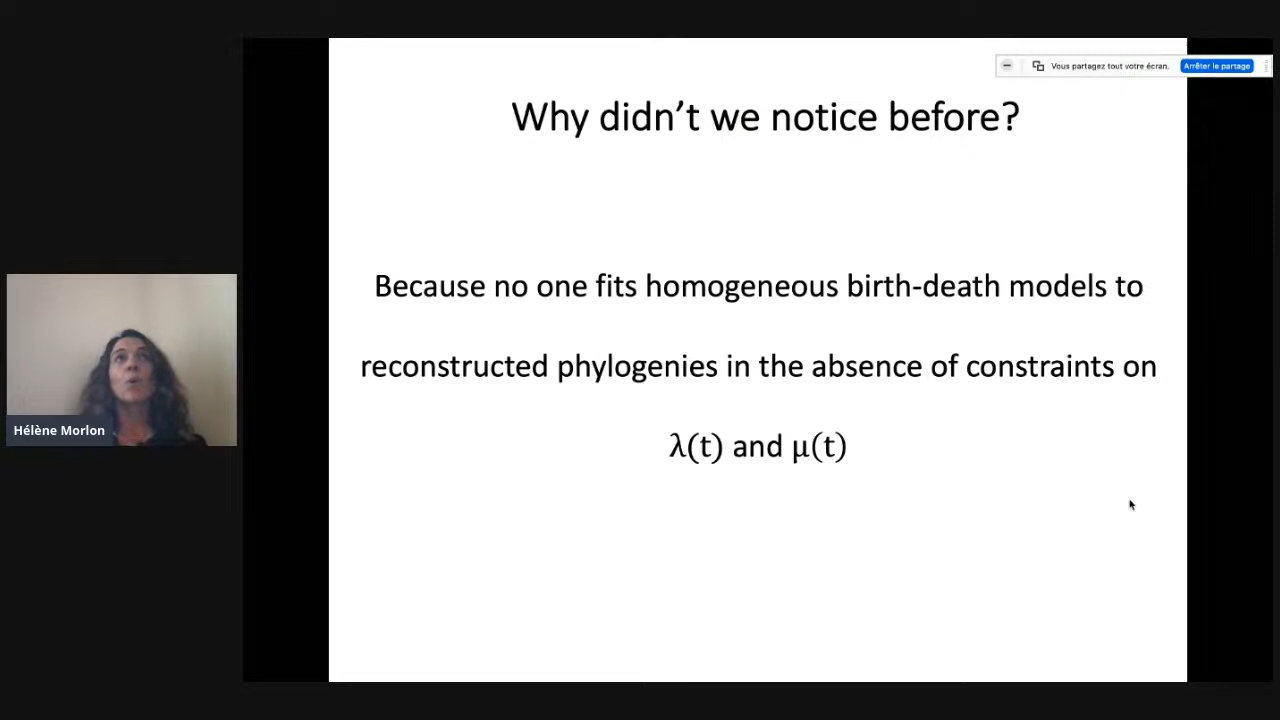 Vous partagez tout votre écran. Arrêter le partage
Why didn’t we notice before?
Because no one fits homogeneous birth-death models to
reconstructed phylogenies in the absence of constraints on
λ(t) and μ(t)
Hélène Morlon